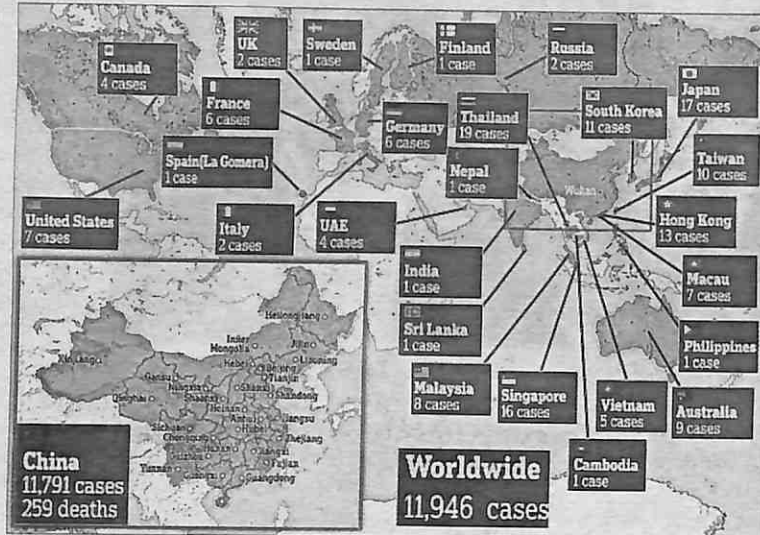 Canada
4 cases
UK
2 cases
Sweden
1 case
Finland
1 case
Russia
2 cases
Japan
17 cases
France
6 cases
Germany
6 cases
Thailand
19 cases
South Korea
11 cases
Spain(La Gomera)
1 case
Nepal
1 case
Wuhan
Taiwan
10 cases
United States
7 cases
Italy
2 cases
UAE
4 cases
Hong Kong
13 cases
India
1 case
Macau
7 cases
Sri Lanka
1 case
Philippines
1 case
Malaysia
8 cases
Singapore
16 cases
Vietnam
5 cases
Australia
9 cases
Cambodia
1 case
Heilongjiang
Inner
Mongolia
Jilin
Liaoning
Hebei
Beijing
Tianjin
Xinjiang
Gansu
Ningxia
Shanxi
Shandong
Qinghai
Shaanxi
Henan
Jiangsu
Anhui
Sichuan
Hubei
Chongqing
Zhejiang
Hunan
Jiangxi
Guizhou
Fujian
Yunnan
Guangxi
Guangdong
China
11,791 cases
259 deaths
Worldwide
11,946 cases